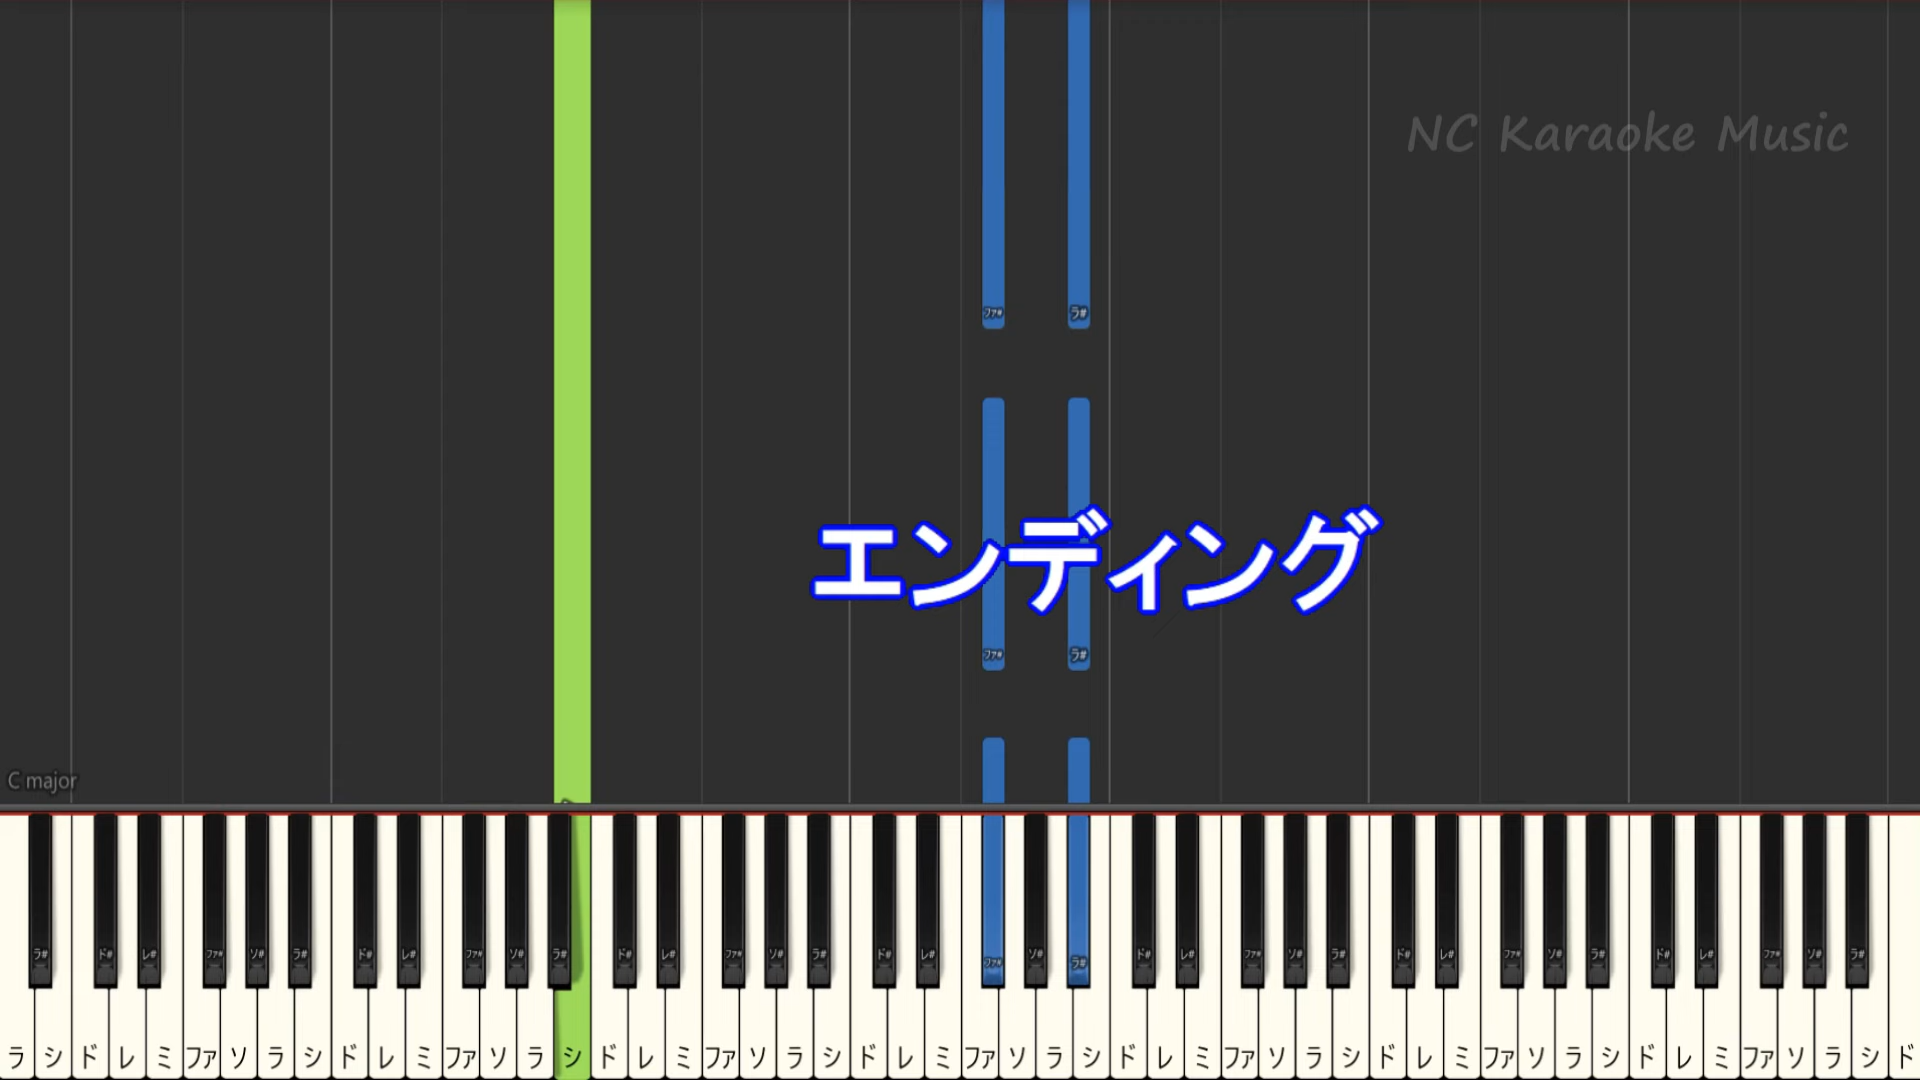 NC Karaoke Music
ファ# ラ#
エンディング
ファ# ラ#
C major
ラ# ド# レ# ファ# ソ# ラ# ド# レ# ファ# ソ# ラ# ド# レ# ファ# ソ# ラ# ド# レ# ファ# ソ# ラ# ド# レ# ファ# ソ# ラ# ド# レ# ファ# ソ# ラ# ド# レ# ファ# ソ# ラ#
ラ シ ド レ ミ ファ ソ ラ シ ド レ ミ ファ ソ ラ シ ド レ ミ ファ ソ ラ シ ド レ ミ ファ ソ ラ シ ド レ ミ ファ ソ ラ シ ド レ ミ ファ ソ ラ シ ド レ ミ ファ ソ ラ シ ド